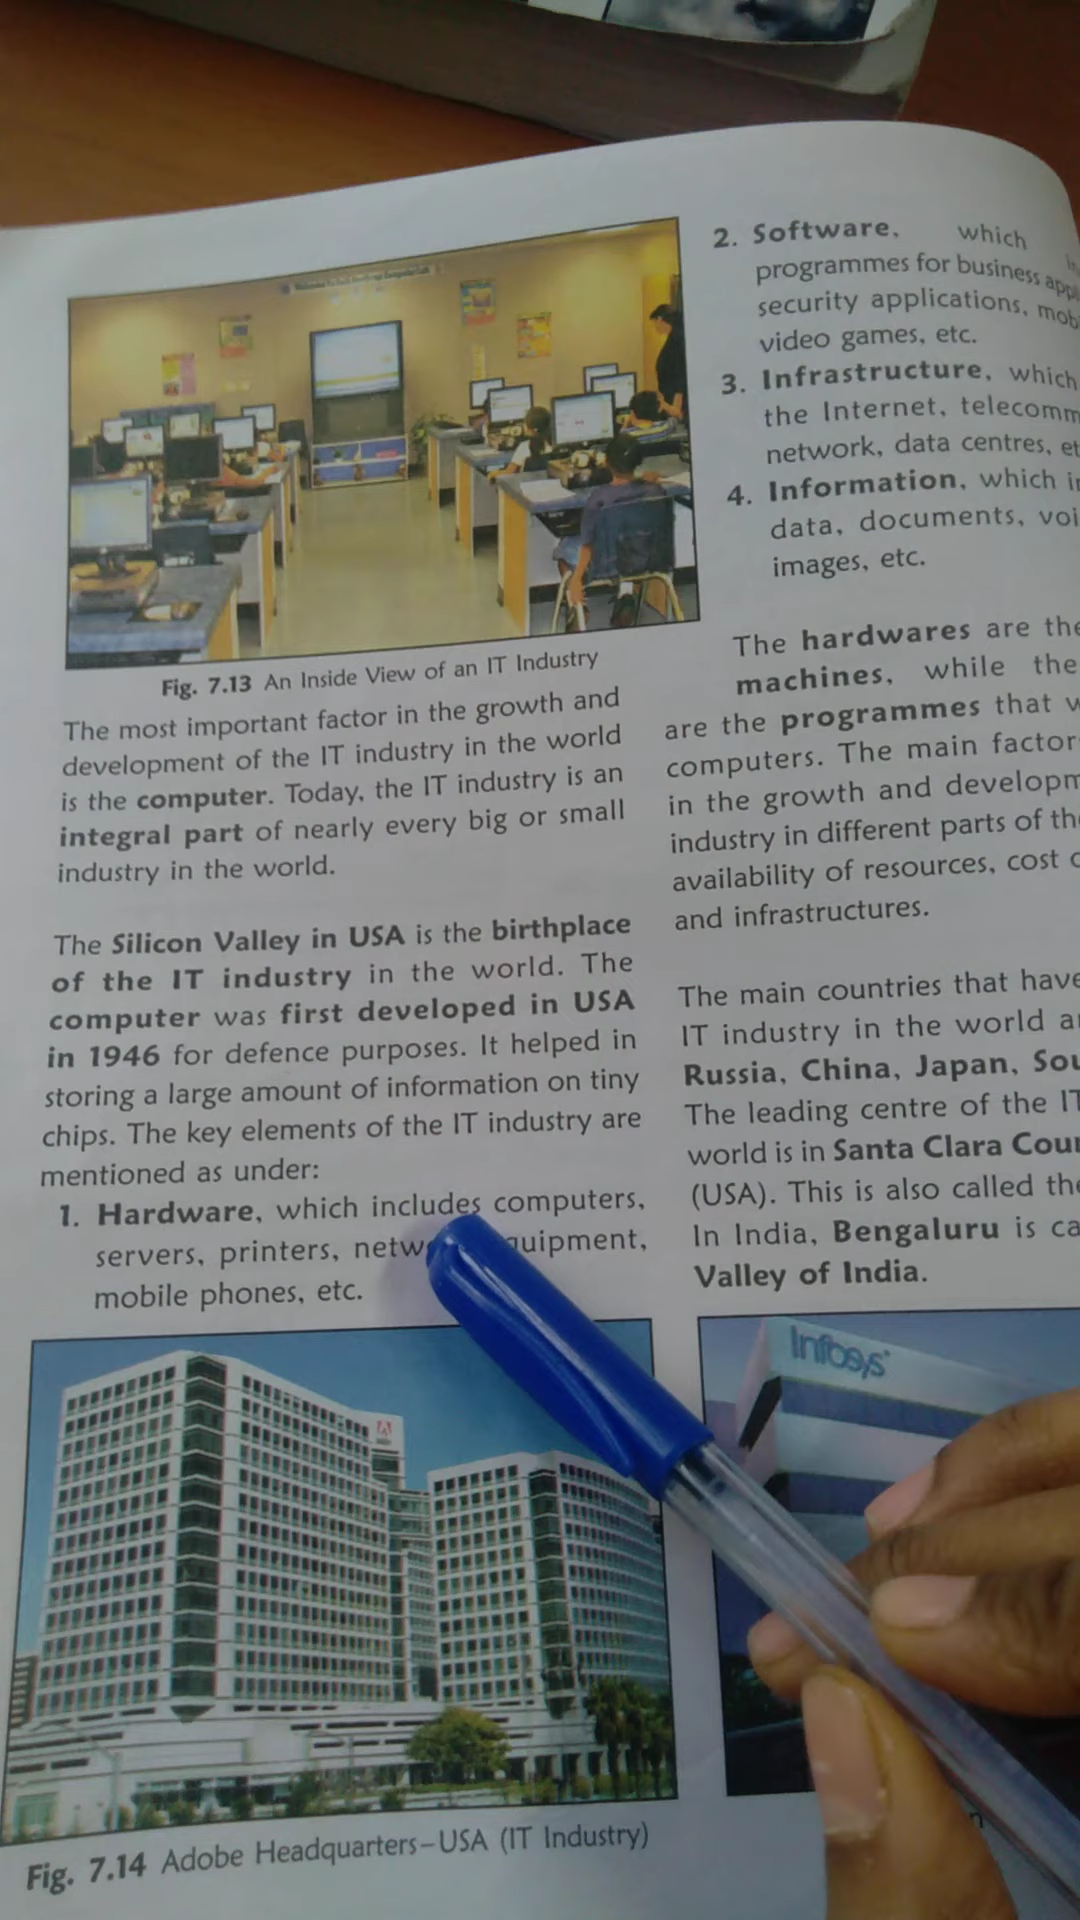 Fig. 7.13 An Inside View of an IT Industry
The most important factor in the growth and
development of the IT industry in the world
is the computer. Today, the IT industry is an
integral part of nearly every big or small
industry in the world.
The Silicon Valley in USA is the birthplace
of the IT industry in the world. The
computer was first developed in USA
in 1946 for defence purposes. It helped in
storing a large amount of information on tiny
chips. The key elements of the IT industry are
mentioned as under:
1. Hardware, which includes computers,
servers, printers,
mobile phones, etc.
Fig. 7.14 Adobe Headquarters–USA (IT Industry)
2. Software, which
programmes for business
security applications,
video games, etc.
3. Infrastructure, which
the Internet,
network, data centres,
4. Information, which
data, documents,
images, etc.
The hardwares are
machines, while the
are the programmes that
computers. The main
in the growth and
industry in different parts of
availability of resources, cost
and infrastructures.
The main countries that have
IT industry in the world
Russia, China, Japan,
The leading centre of the
world is in Santa Clara
(USA). This is also called
In India, Bengaluru is
Valley of India.
Infosys